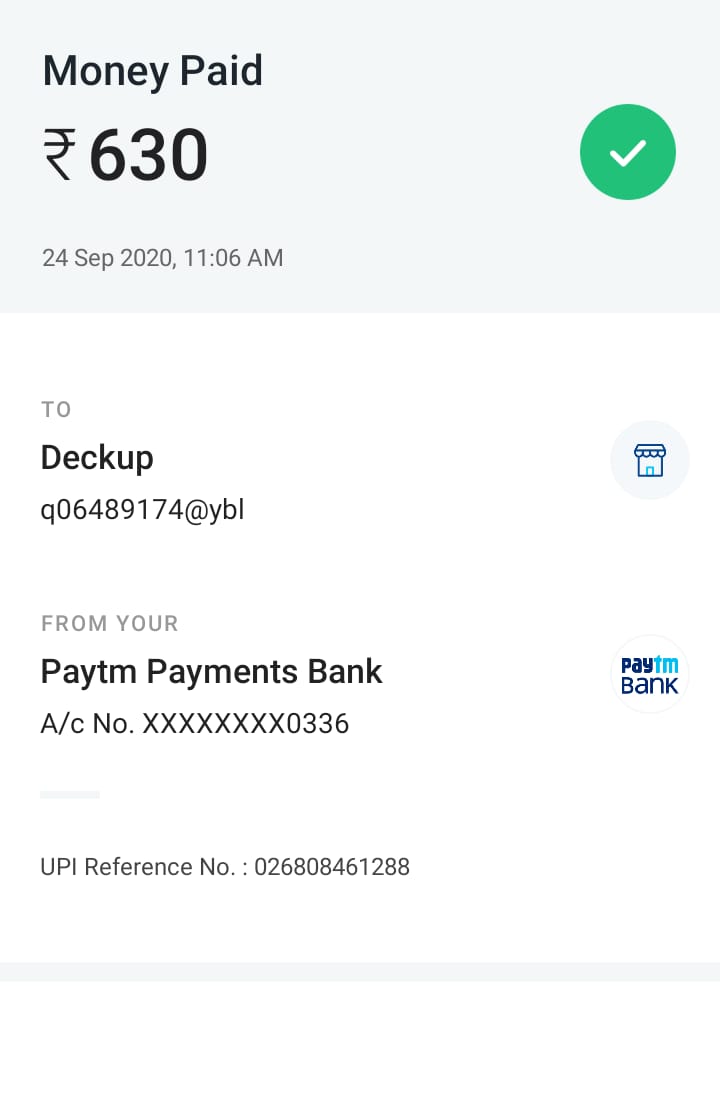 Money Paid
₹630
24 Sep 2020, 11:06 AM
TO
Deckup
q06489174@ybl
FROM YOUR
Paytm Payments Bank
paytm
BANK
A/c No. XXXXXXXX0336
UPI Reference No. : 026808461288